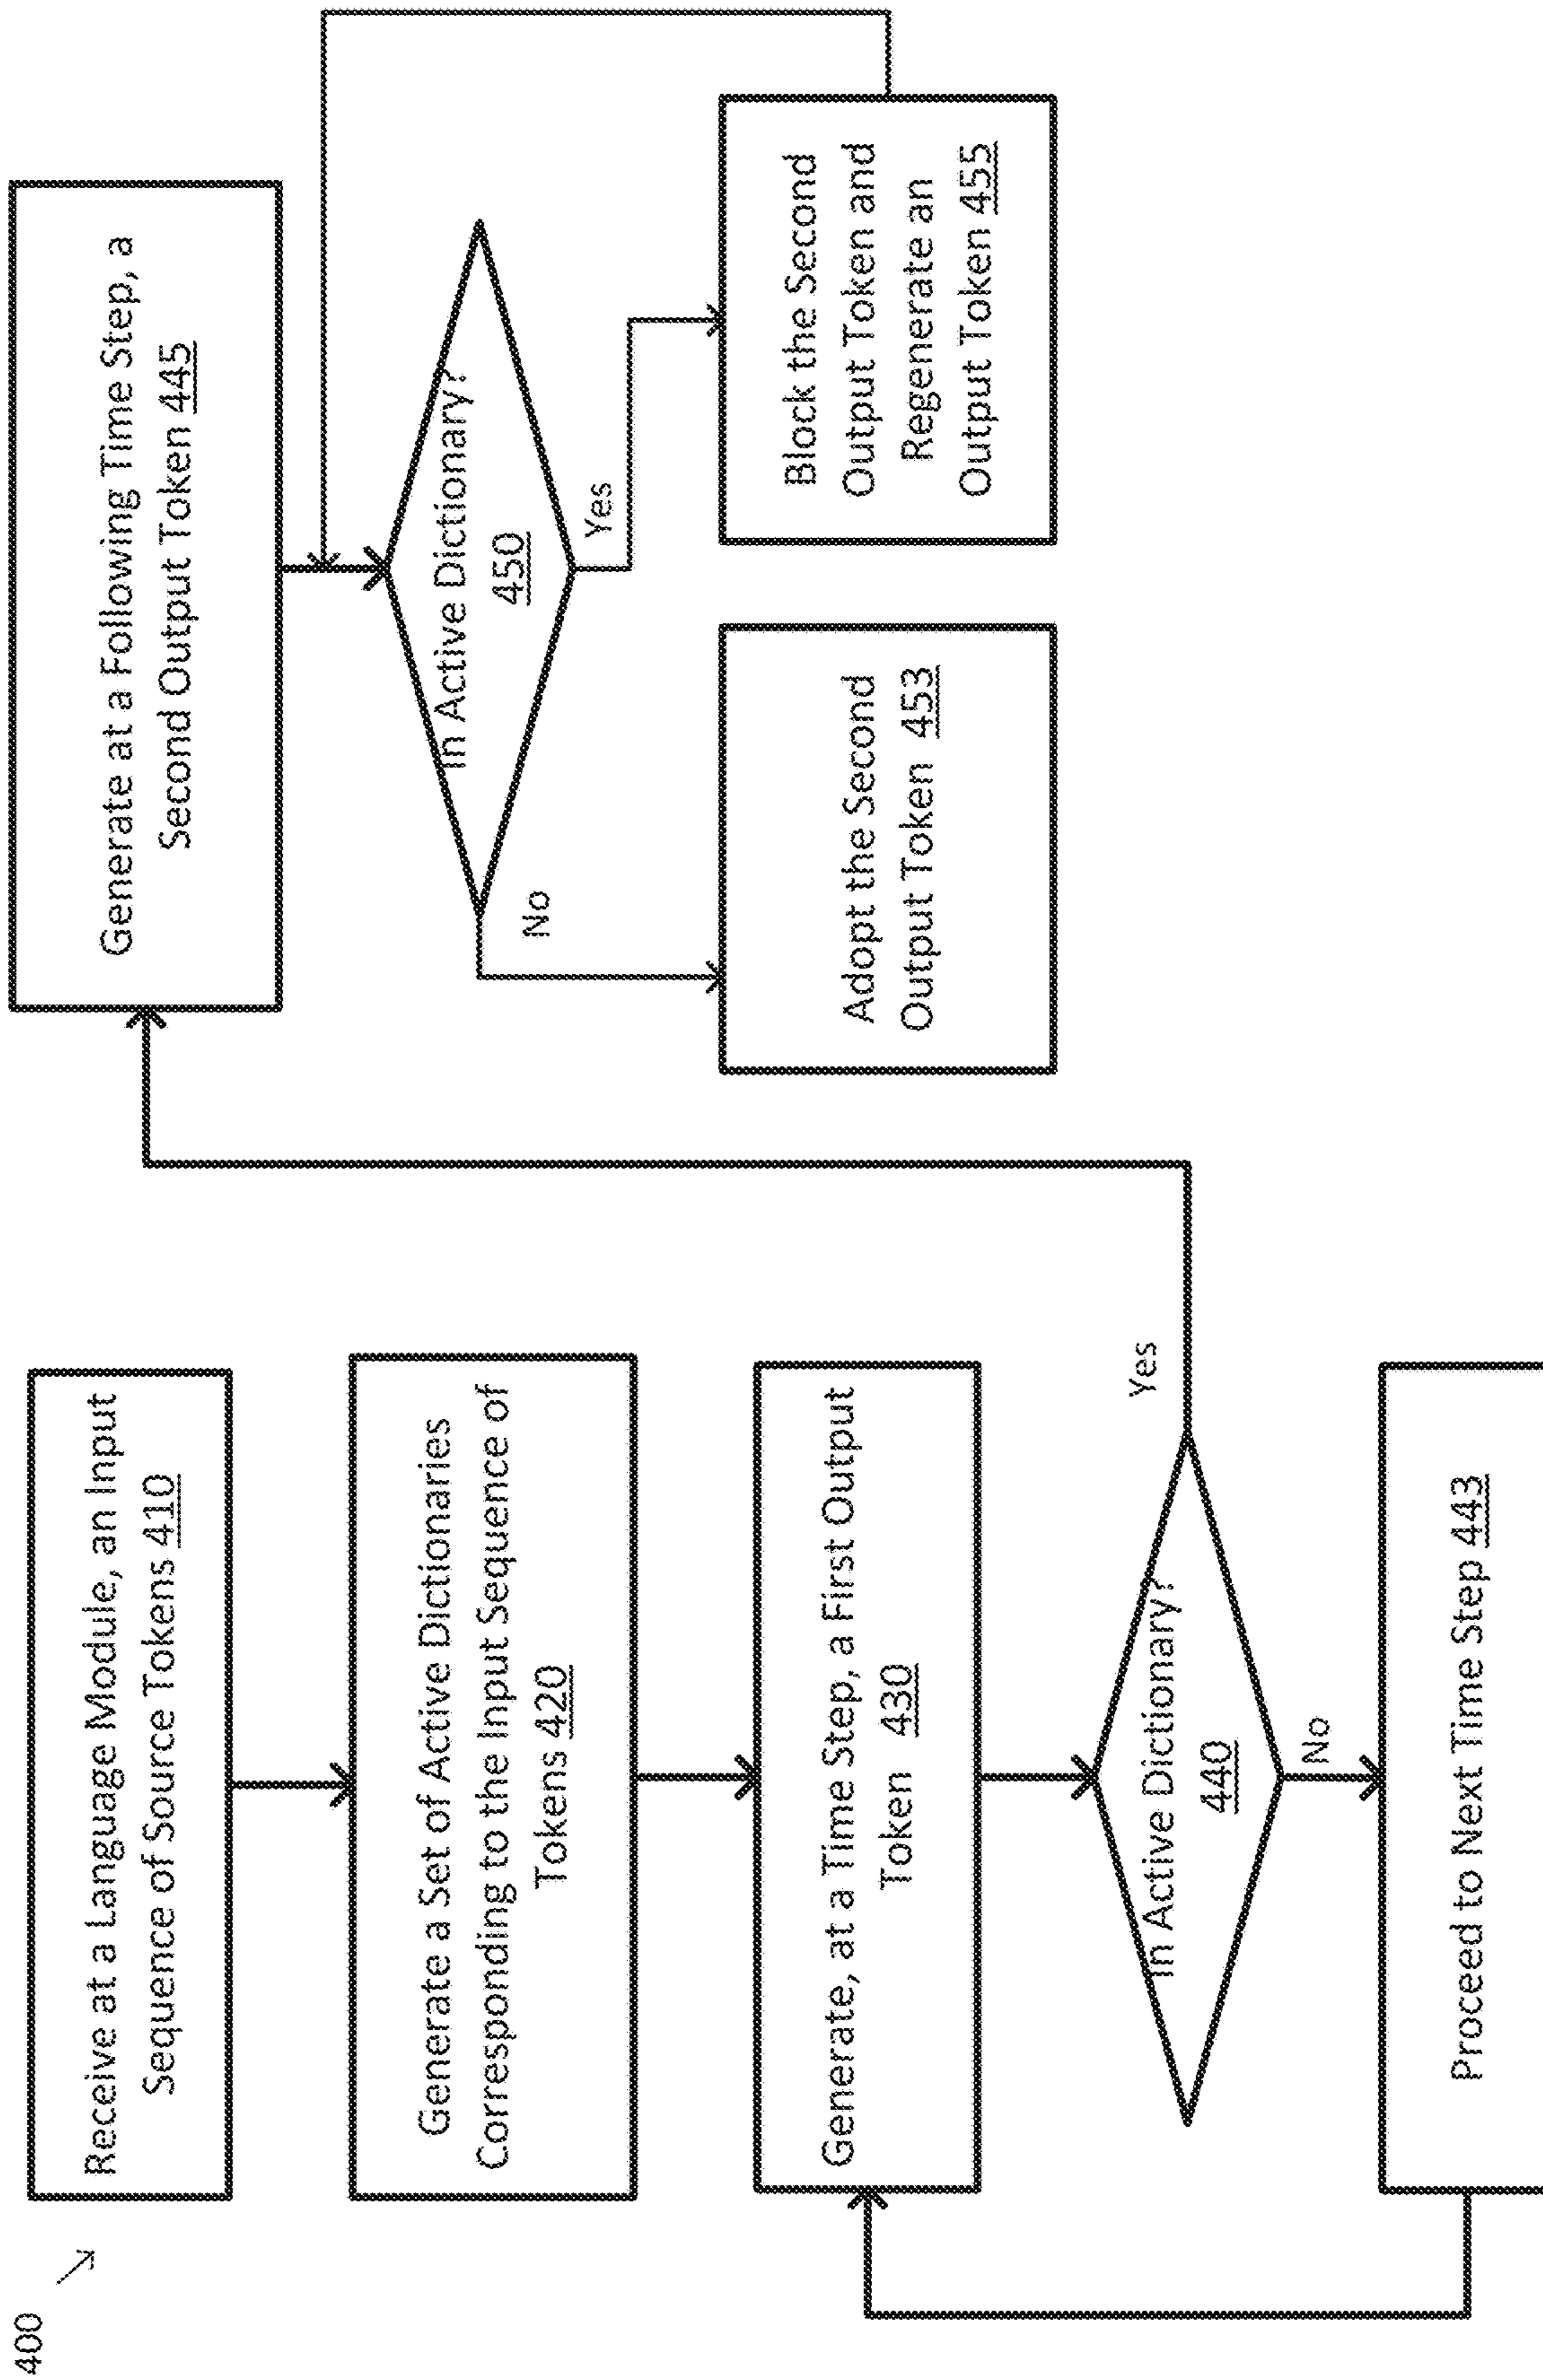 400
Receive at a Language Module, an Input
Sequence of Source Tokens 410
Generate a Set of Active Dictionaries
Corresponding to the Input Sequence of
Tokens 420
Generate, at a Time Step, a First Output
Token 430
In Active Dictionary?
440
Yes
No
Proceed to Next Time Step 443
Generate at a Following Time Step, a
Second Output Token 445
In Active Dictionary?
450
No
Yes
Adopt the Second
Output Token 453
Block the Second
Output Token and
Regenerate an
Output Token 455